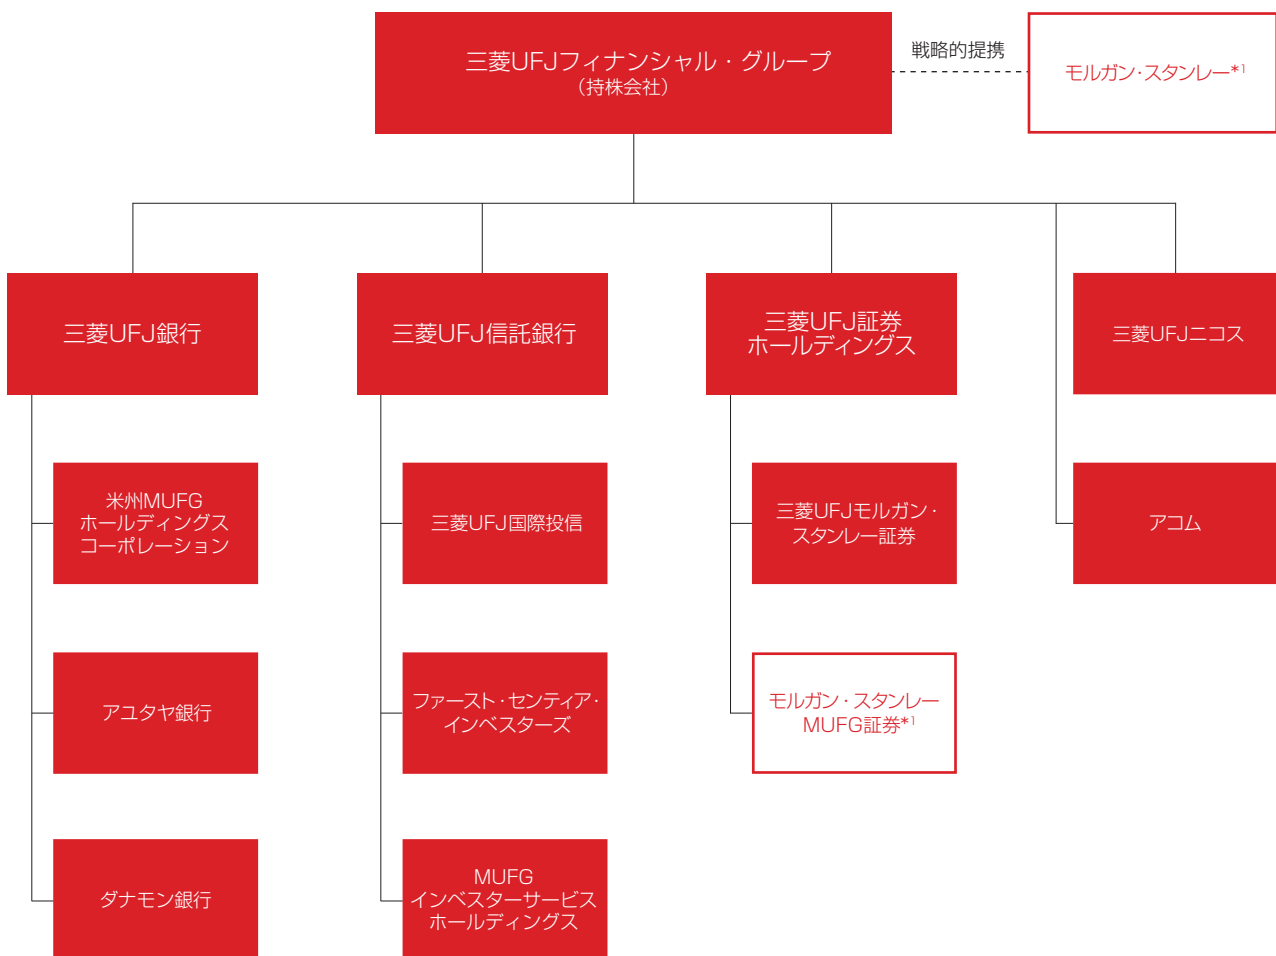 三菱UFJフィナンシャル・グループ
（持株会社）
戦略的提携
モルガン・スタンレー*1
三菱UFJ銀行
三菱UFJ信託銀行
三菱UFJ証券
ホールディングス
三菱UFJニコス
米州MUFG
ホールディングス
コーポレーション
三菱UFJ国際投信
三菱UFJモルガン・
スタンレー証券
アコム
アユタヤ銀行
ファースト・センティア・
インベスターズ
モルガン・スタンレー
MUFG証券*1
ダナモン銀行
MUFG
インベスターサービス
ホールディングス